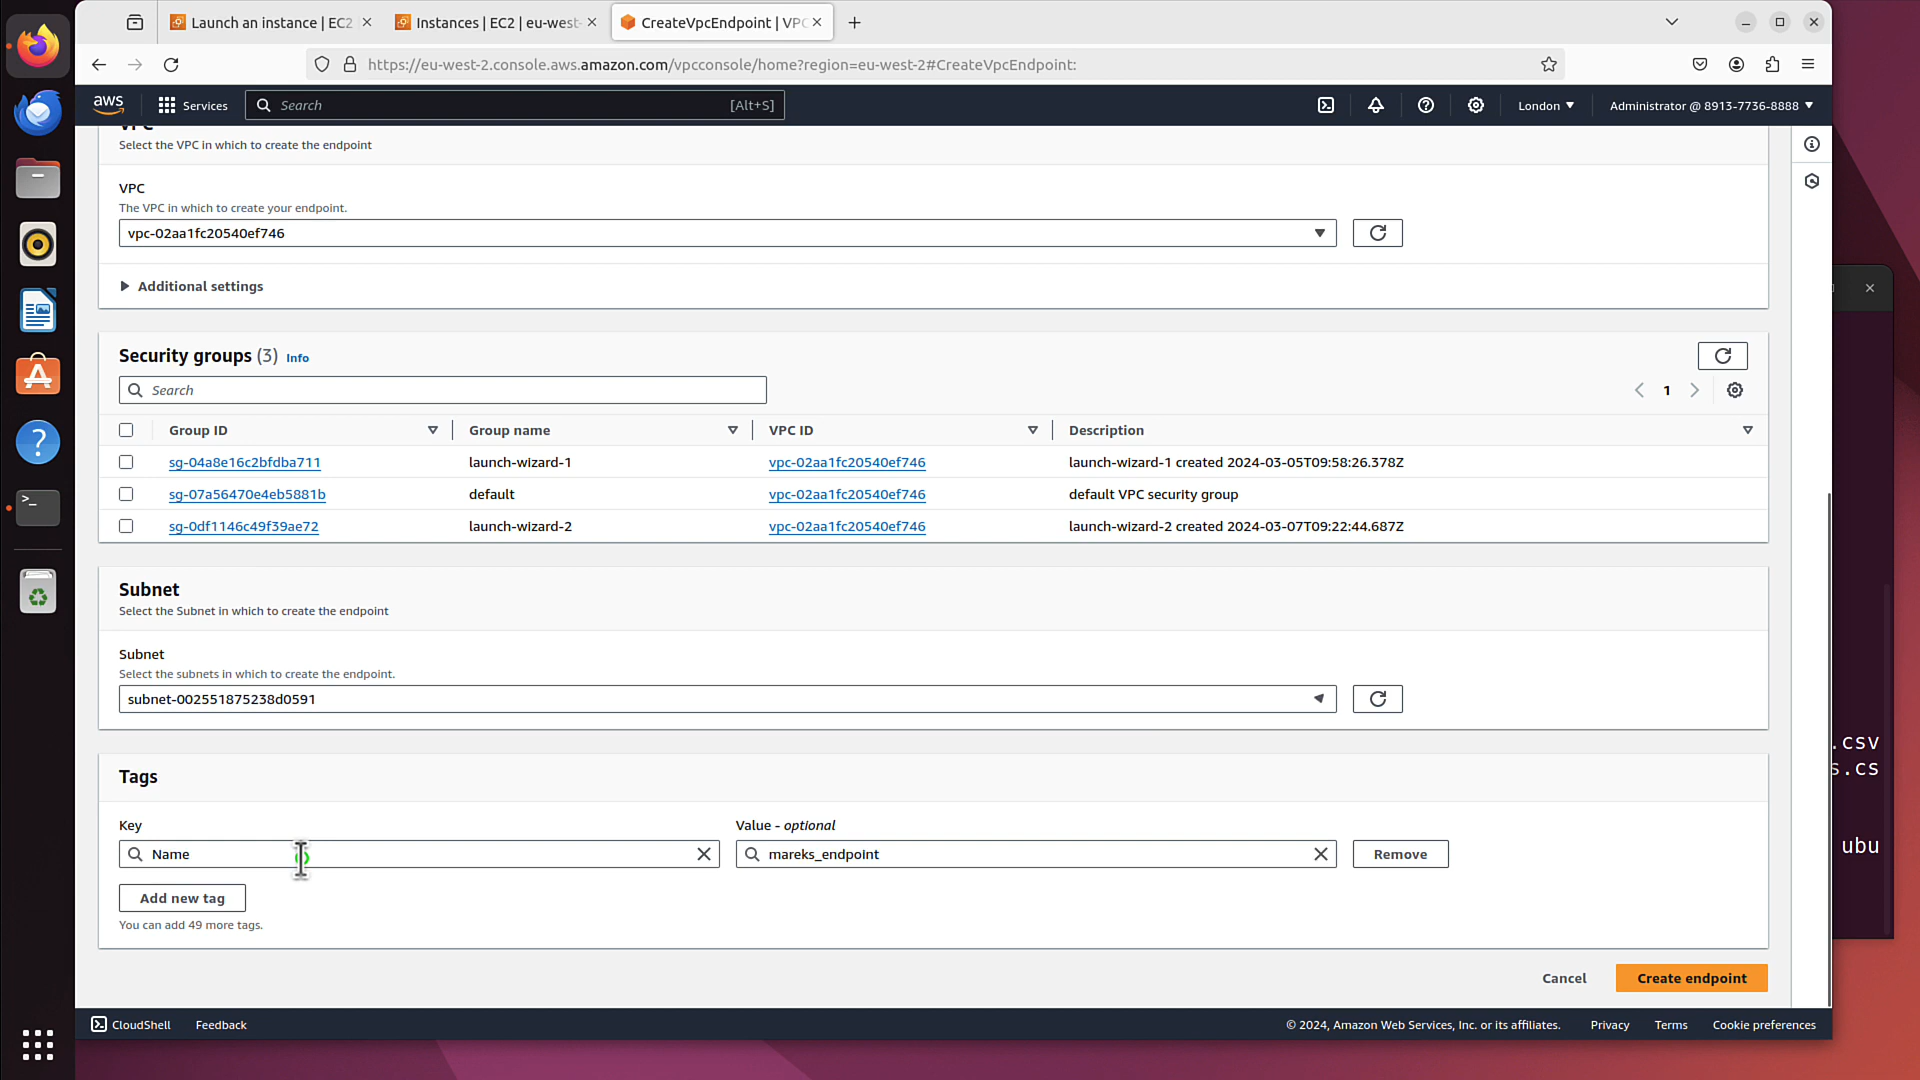 Launch an instance | EC2
Instances | EC2 | eu-west-
CreateVpcEndpoint | VPC
https://eu-west-2.console.aws.amazon.com/vpcconsole/home?region=eu-west-2#CreateVpcEndpoint:
aws
Services
Search
[Alt+S]
London
Administrator @ 8913-7736-8888
VPC
Select the VPC in which to create the endpoint
VPC
The VPC in which to create your endpoint.
vpc-02aa1fc20540ef746
Additional settings
Security groups (3) Info
Search
1
Group ID Group name VPC ID Description
sg-04a8e16c2bfdba711 launch-wizard-1 vpc-02aa1fc20540ef746 launch-wizard-1 created 2024-03-05T09:58:26.378Z
sg-07a56470e4eb5881b default vpc-02aa1fc20540ef746 default VPC security group
sg-0df1146c49f39ae72 launch-wizard-2 vpc-02aa1fc20540ef746 launch-wizard-2 created 2024-03-07T09:22:44.687Z
Subnet
Select the Subnet in which to create the endpoint
Subnet
Select the subnets in which to create the endpoint.
subnet-002551875238d0591
.csv
s.cs
ubu
Tags
Key Value - optional
Name mareks_endpoint Remove
Add new tag
You can add 49 more tags.
Cancel Create endpoint
CloudShell Feedback © 2024, Amazon Web Services, Inc. or its affiliates. Privacy Terms Cookie preferences